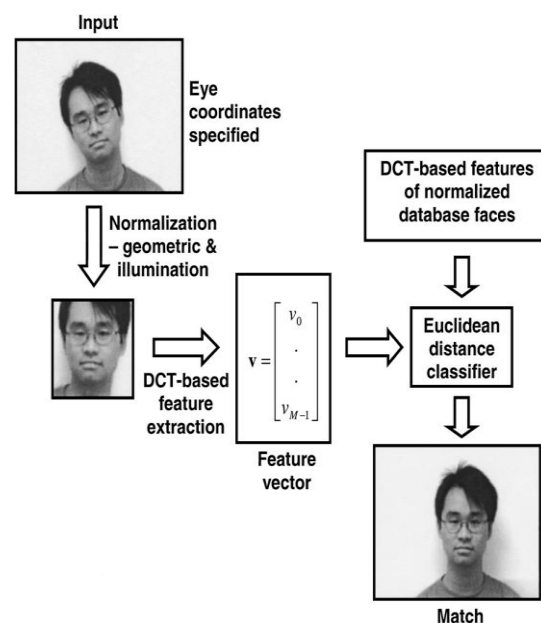 Input
Eye
coordinates
specified
Normalization
– geometric &
illumination
DCT-based
feature
extraction
v = [v₀ . . vM−1]
Feature
vector
DCT-based features
of normalized
database faces
Euclidean
distance
classifier
Match